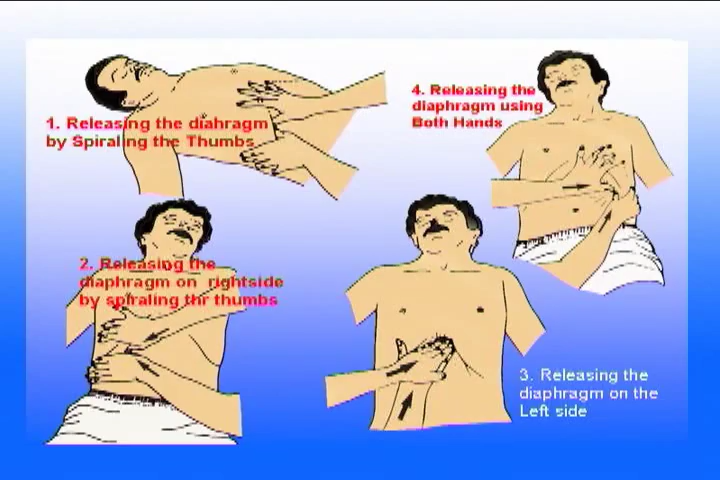 1. Releasing the diahragm
by Spiraling the Thumbs
2. Releasing the
diaphragm on rightside
by spiraling thr thumbs
3. Releasing the
diaphragm on the
Left side
4. Releasing the
diaphragm using
Both Hands